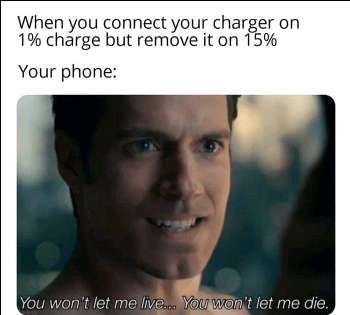 When you connect your charger on
1% charge but remove it on 15%
Your phone:
You won't let me live... You won't let me die.